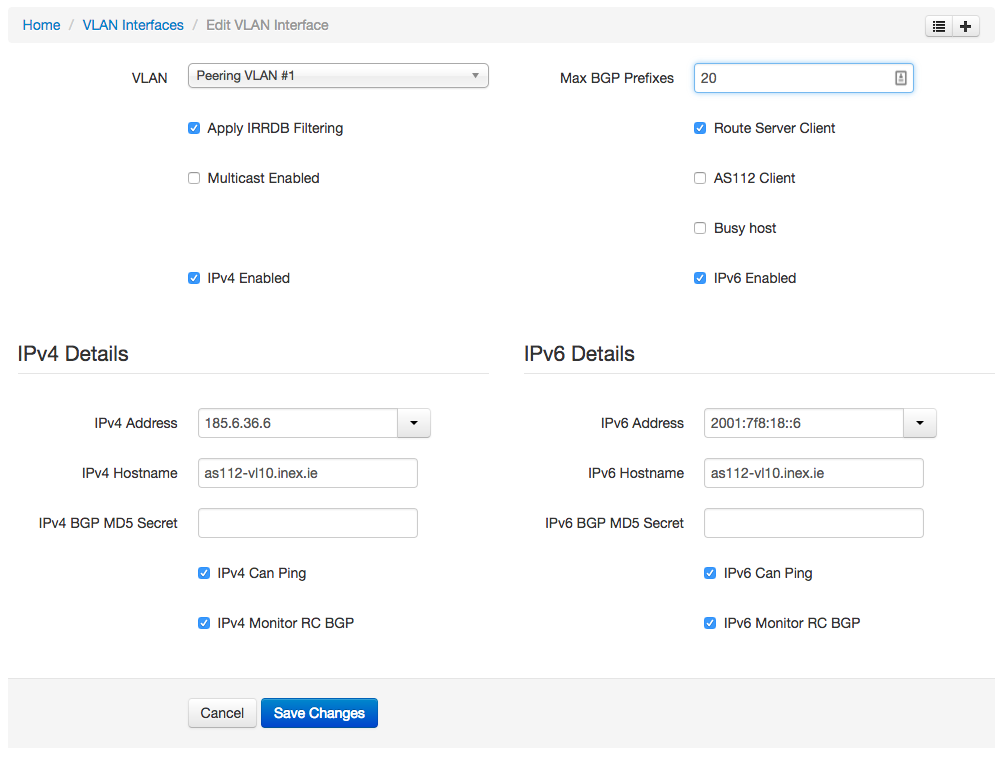 Home / VLAN Interfaces / Edit VLAN Interface
VLAN Peering VLAN #1 Max BGP Prefixes 20
Apply IRRDB Filtering Route Server Client
Multicast Enabled AS112 Client
Busy host
IPv4 Enabled IPv6 Enabled
IPv4 Details IPv6 Details
IPv4 Address 185.6.36.6 IPv6 Address 2001:7f8:18::6
IPv4 Hostname as112-vl10.inex.ie IPv6 Hostname as112-vl10.inex.ie
IPv4 BGP MD5 Secret IPv6 BGP MD5 Secret
IPv4 Can Ping IPv6 Can Ping
IPv4 Monitor RC BGP IPv6 Monitor RC BGP
Cancel Save Changes